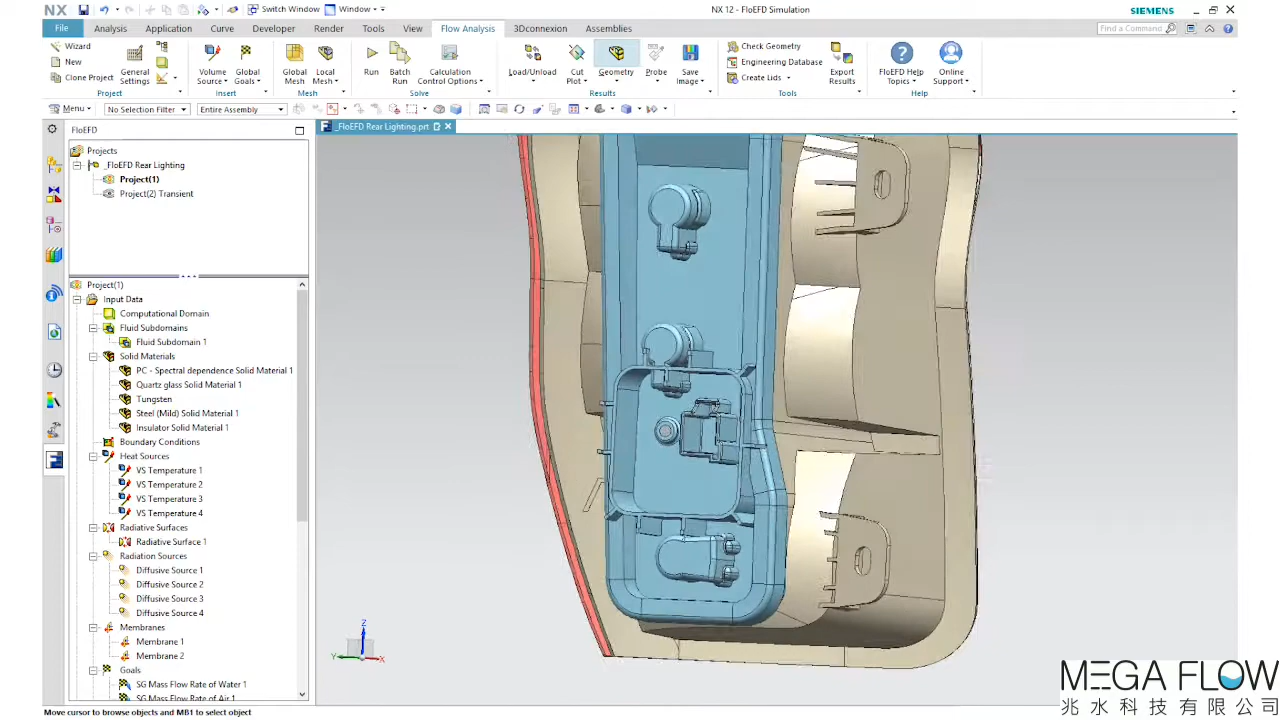 NX
Switch Window
Window
NX 12 - FloEFD Simulation
SIEMENS
File
Analysis
Application
Curve
Developer
Render
Tools
View
Flow Analysis
3Dconnexion
Assemblies
Find a Command
Wizard
New
Clone Project
General Settings
Project
Volume Source
Global Goals
Insert
Global Mesh
Local Mesh
Mesh
Run
Batch Run
Calculation Control Options
Solve
Load/Unload
Cut Plot
Geometry
Probe
Save Image
Results
Check Geometry
Engineering Database
Create Lids
Export Results
Tools
FloEFD Help Topics
Online Support
Help
Menu
No Selection Filter
Entire Assembly
FloEFD
_FloEFD Rear Lighting.prt
Projects
_FloEFD Rear Lighting
Project(1)
Project(2) Transient
Project(1)
Input Data
Computational Domain
Fluid Subdomains
Fluid Subdomain 1
Solid Materials
PC - Spectral dependence Solid Material 1
Quartz glass Solid Material 1
Tungsten
Steel (Mild) Solid Material 1
Insulator Solid Material 1
Boundary Conditions
Heat Sources
VS Temperature 1
VS Temperature 2
VS Temperature 3
VS Temperature 4
Radiative Surfaces
Radiative Surface 1
Radiation Sources
Diffusive Source 1
Diffusive Source 2
Diffusive Source 3
Diffusive Source 4
Membranes
Membrane 1
Membrane 2
Goals
SG Mass Flow Rate of Water 1
SG Mass Flow Rate of Air 1
Z
Y
X
Move cursor to browse objects and MB1 to select object
MEGA FLOW
兆水科技有限公司